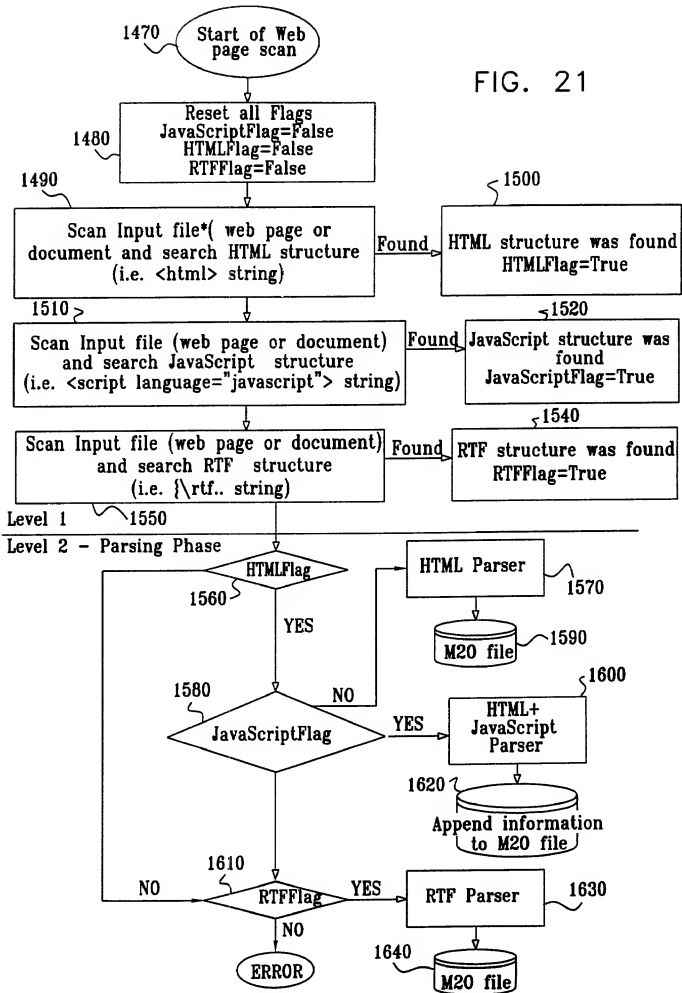 1470
Start of Web
page scan
FIG. 21
Reset all Flags
JavaScriptFlag=False
HTMLFlag=False
RTFFlag=False
1480
1490
Scan Input file*( web page or
document and search HTML structure
(i.e. <html> string)
Found
1500
HTML structure was found
HTMLFlag=True
1510
Scan Input file (web page or document)
and search JavaScript structure
(i.e. <script language="javascript"> string)
Found
1520
JavaScript structure was
found
JavaScriptFlag=True
Scan Input file (web page or document)
and search RTF structure
(i.e. }\rtf.. string)
Found
1540
RTF structure was found
RTFFlag=True
1550
Level 1
Level 2 - Parsing Phase
HTMLFlag
1560
YES
HTML Parser
1570
M20 file
1590
1580
JavaScriptFlag
NO
YES
1600
HTML+
JavaScript
Parser
1620
Append information
to M20 file
1610
NO
RTFFlag
YES
RTF Parser
1630
NO
ERROR
1640
M20 file